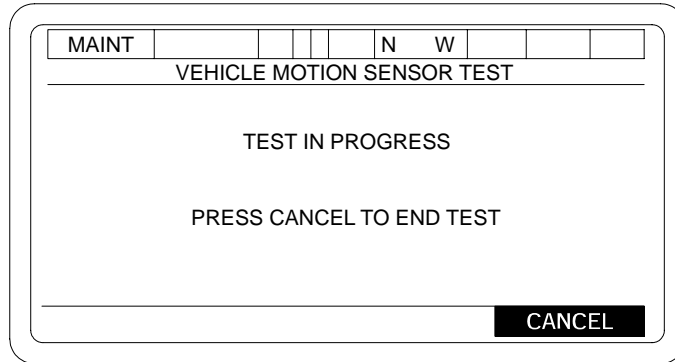 MAINT N W
VEHICLE MOTION SENSOR TEST
TEST IN PROGRESS
PRESS CANCEL TO END TEST
CANCEL